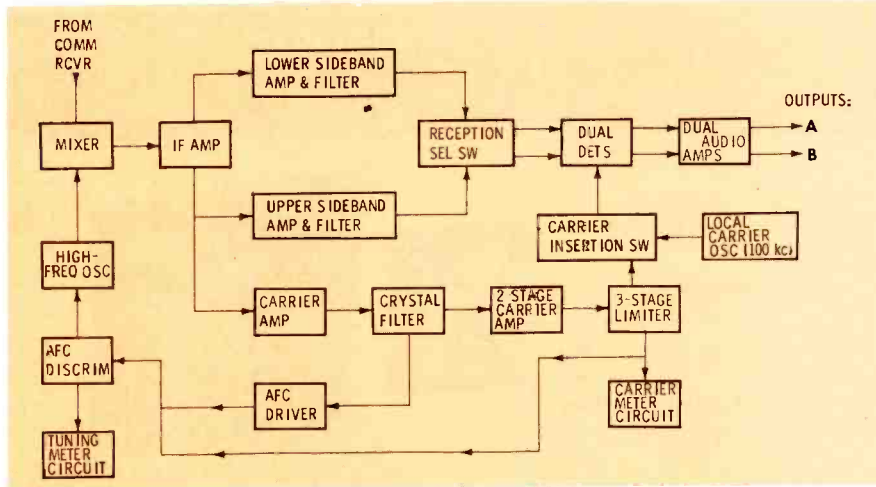 FROM
COMM
RCVR
LOWER SIDEBAND
AMP & FILTER
OUTPUTS:
MIXER
IF AMP
RECEPTION
SEL SW
DUAL
DETS
DUAL
AUDIO
AMPS
A
B
UPPER SIDEBAND
AMP & FILTER
CARRIER
INSERTION SW
LOCAL
CARRIER
OSC (100 kc)
HIGH-
FREQ OSC
CARRIER
AMP
CRYSTAL
FILTER
2 STAGE
CARRIER
AMP
3-STAGE
LIMITER
AFC
DISCRIM
AFC
DRIVER
CARRIER
METER
CIRCUIT
TUNING
METER
CIRCUIT